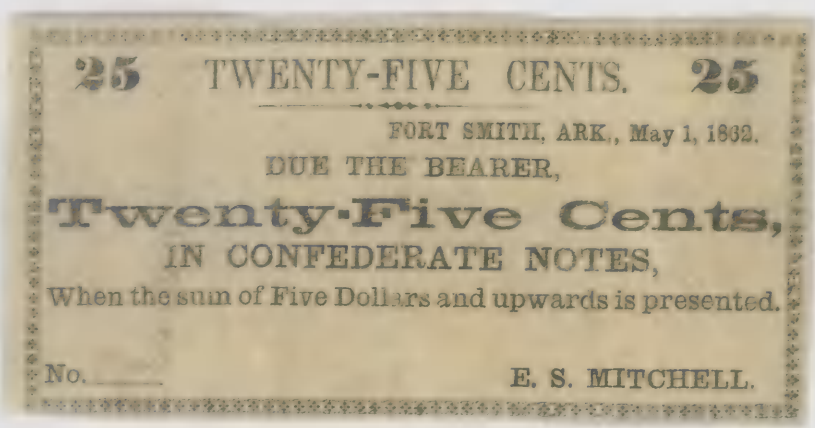 25 TWENTY-FIVE CENTS. 25
FORT SMITH, ARK., May 1, 1862.
DUE THE BEARER,
Twenty-Five Cents,
IN CONFEDERATE NOTES,
When the sum of Five Dollars and upwards is presented.
No.
E. S. MITCHELL.